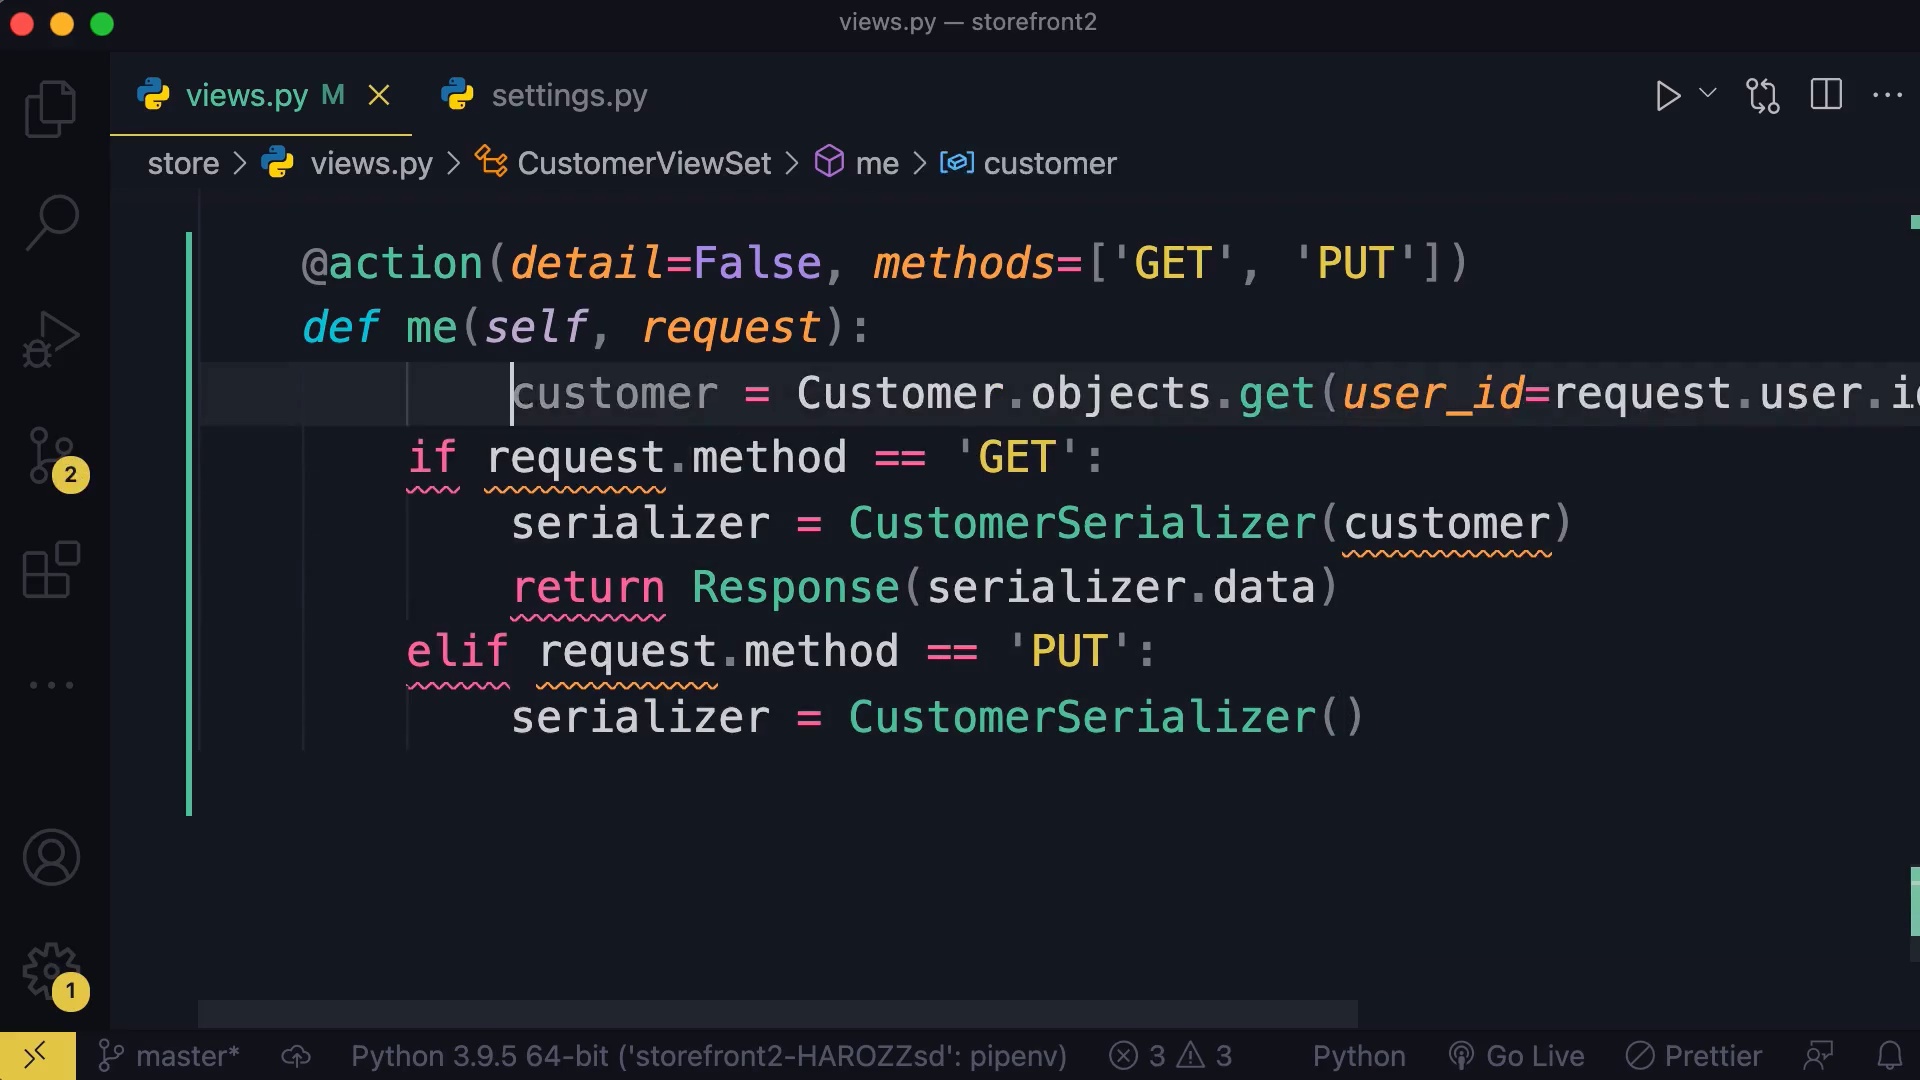 views.py — storefront2
views.py M settings.py
store > views.py > CustomerViewSet > me > customer
@action(detail=False, methods=['GET', 'PUT'])
def me(self, request):
customer = Customer.objects.get(user_id=request.user.id
if request.method == 'GET':
serializer = CustomerSerializer(customer)
return Response(serializer.data)
elif request.method == 'PUT':
serializer = CustomerSerializer()
2
1
master* Python 3.9.5 64-bit ('storefront2-HAROZZsd': pipenv) 3 3 Python Go Live Prettier